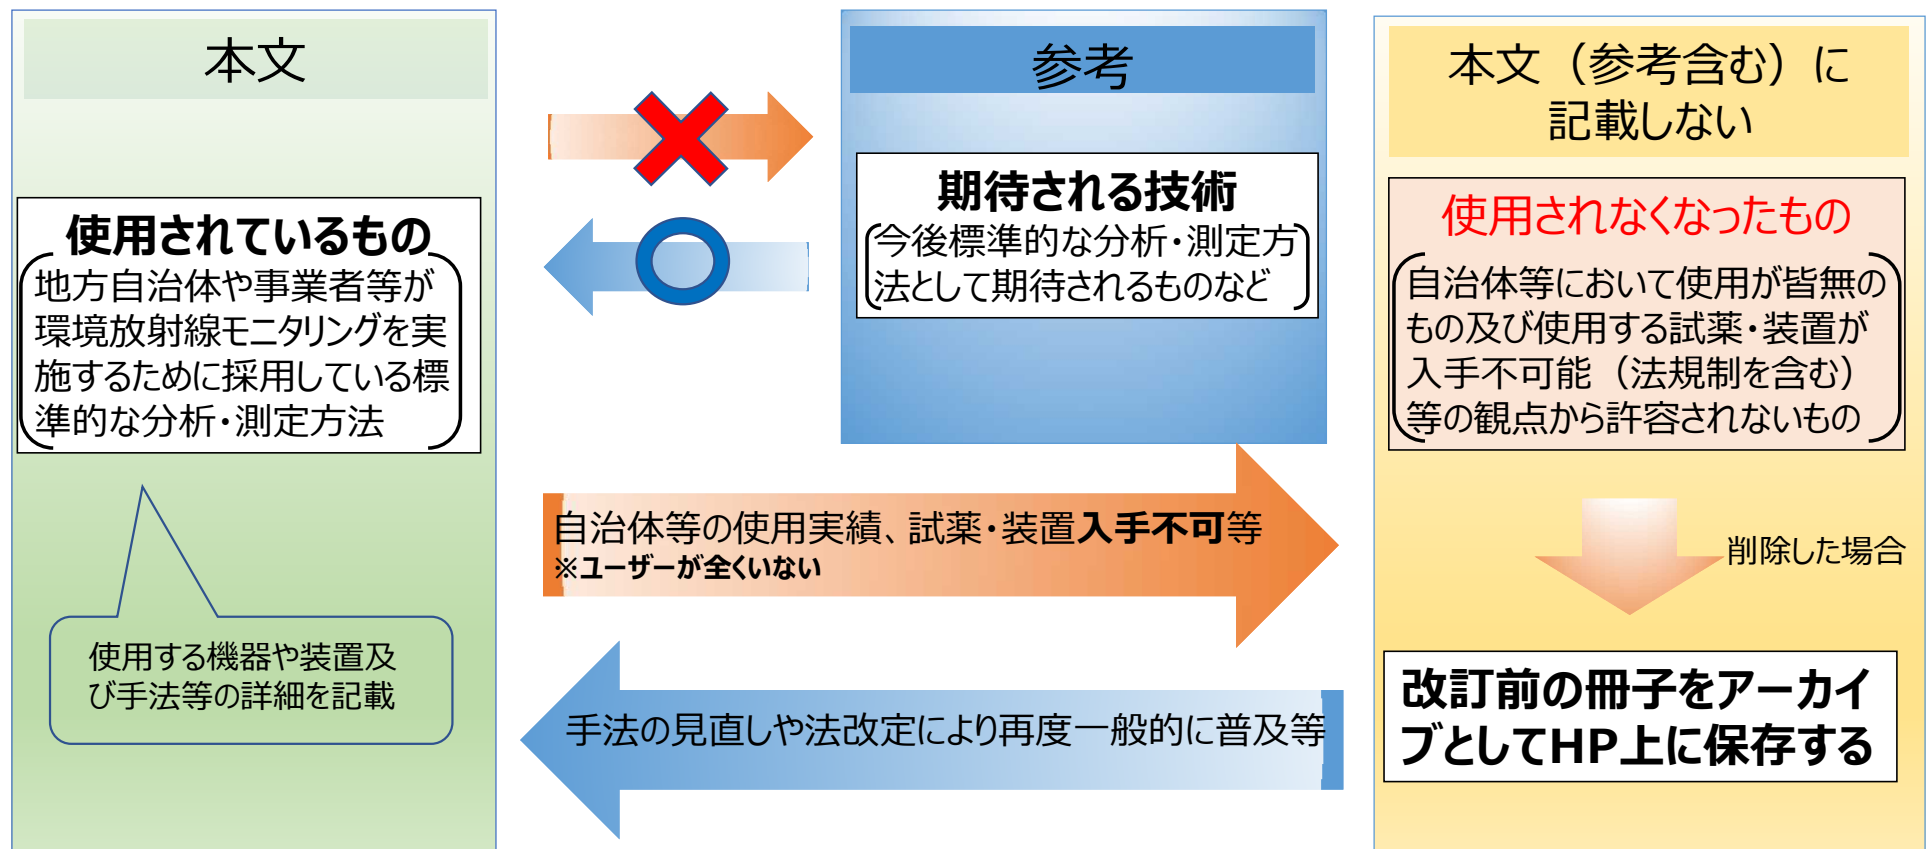 本文
使用されているもの
地方自治体や事業者等が
環境放射線モニタリングを実
施するために採用している標
準的な分析・測定方法
使用する機器や装置及
び手法等の詳細を記載
参考
期待される技術
今後標準的な分析・測定方
法として期待されるものなど
自治体等の使用実績、試薬・装置入手不可等
※ユーザーが全くいない
手法の見直しや法改定により再度一般的に普及等
本文（参考含む）に
記載しない
使用されなくなったもの
自治体等において使用が皆無の
もの及び使用する試薬・装置が
入手不可能（法規制を含む）
等の観点から許容されないもの
削除した場合
改訂前の冊子をアーカイ
ブとしてHP上に保存する